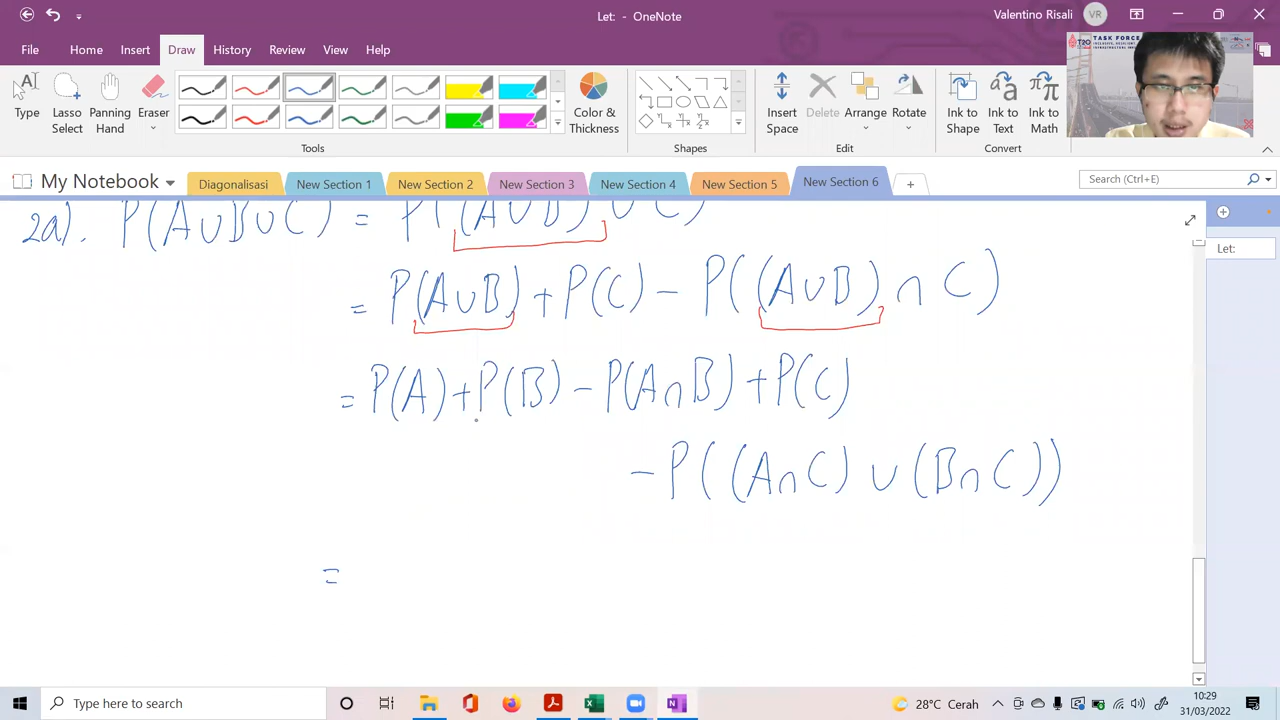 Let: - OneNote
Valentino Risali VR
File Home Insert Draw History Review View Help
TASK FORCE
Type
Lasso Select
Panning Hand
Eraser
Color & Thickness
Insert Space
Delete
Arrange
Rotate
Ink to Shape
Ink to Text
Ink to Math
Tools Shapes Edit Convert
My Notebook Diagonalisasi New Section 1 New Section 2 New Section 3 New Section 4 New Section 5 New Section 6 + Search (Ctrl+E)
Let:
2a). P(A∪B∪C) = P((A∪B)∪C)
= P(A∪B) + P(C) - P((A∪B)∩C)
= P(A) + P(B) - P(A∩B) + P(C)
- P((A∩C)∪(B∩C))
=
Type here to search 28°C Cerah 10:29
31/03/2022